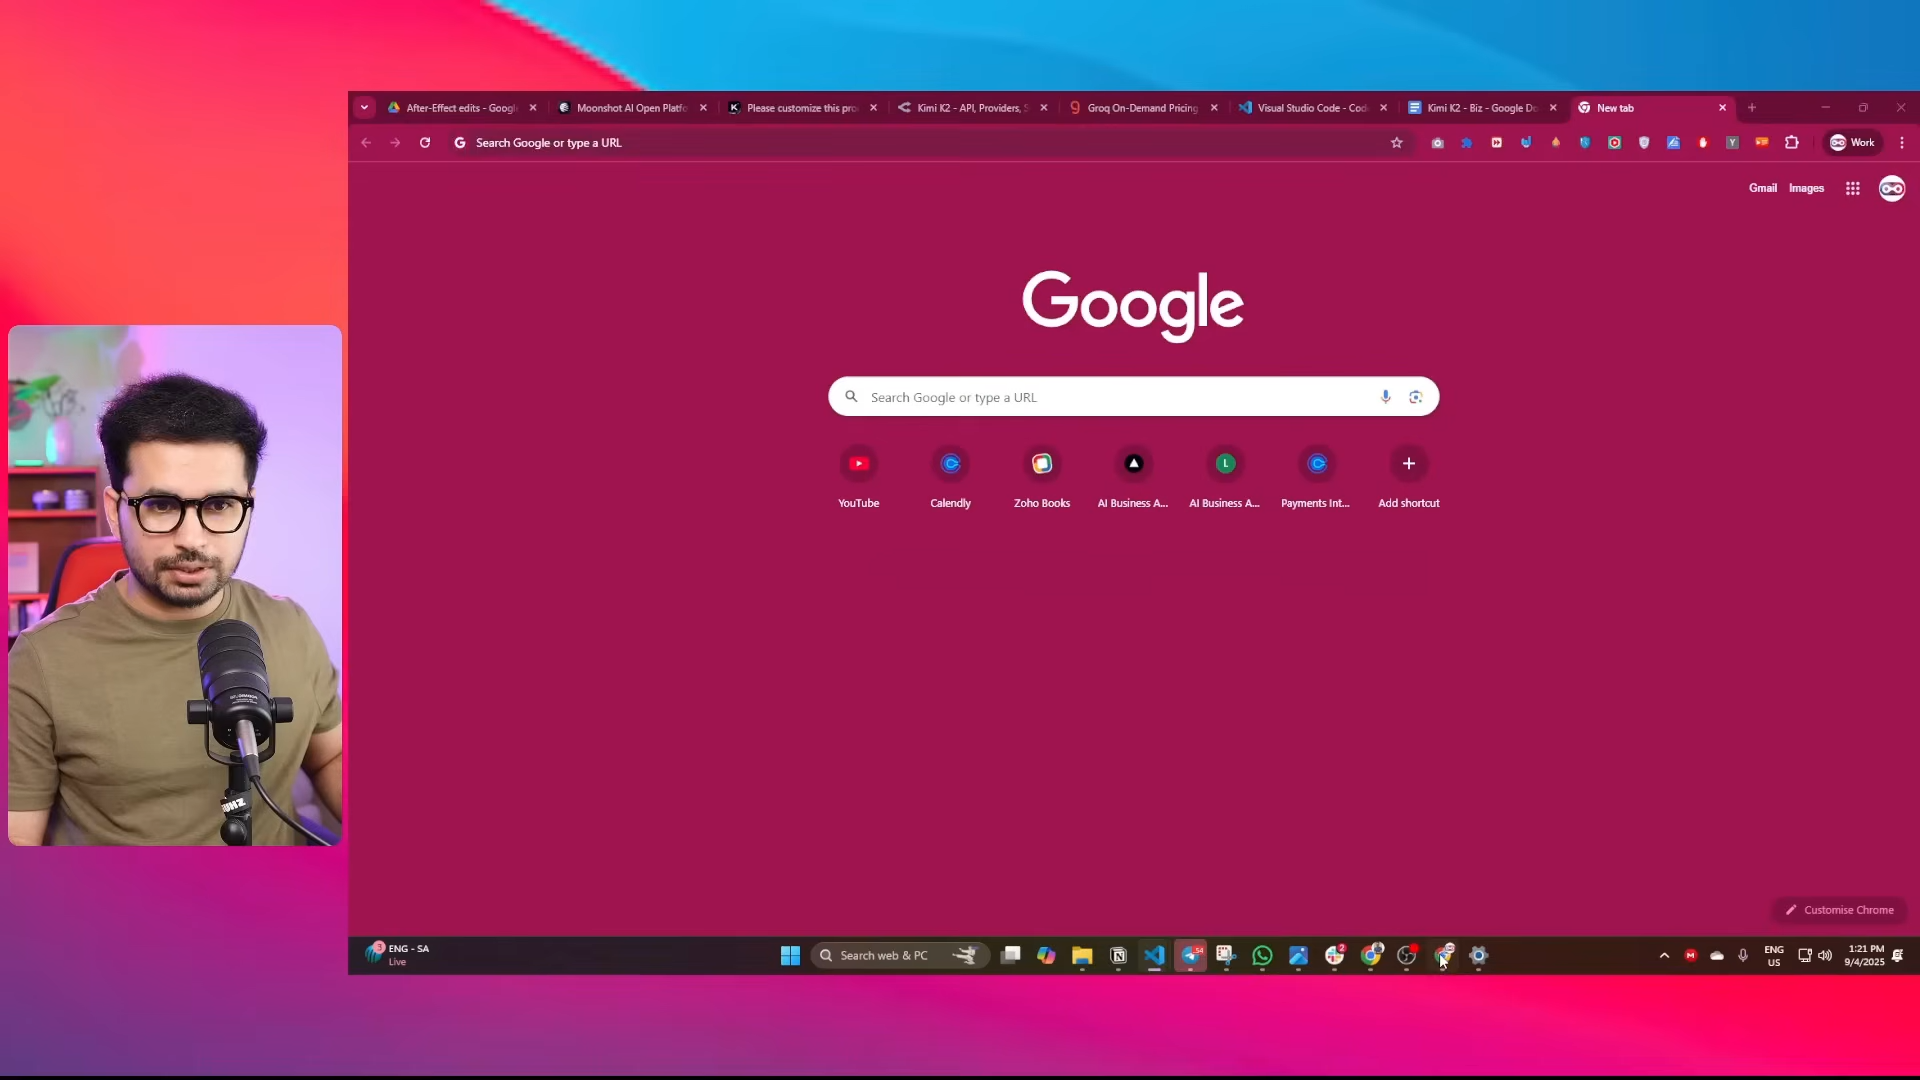 After-Effect edits - Googl
Moonshot AI Open Platfo
Please customize this pro
Kimi K2 - API, Providers, S
Groq On-Demand Pricing
Visual Studio Code - Cod
Kimi K2 - Biz - Google Do
New tab
Search Google or type a URL
Work
Gmail
Images
Google
Search Google or type a URL
YouTube
Calendly
Zoho Books
AI Business A...
AI Business A...
Payments Int...
Add shortcut
Customise Chrome
ENG - SA
Live
Search web & PC
ENG
US
1:21 PM
9/4/2025